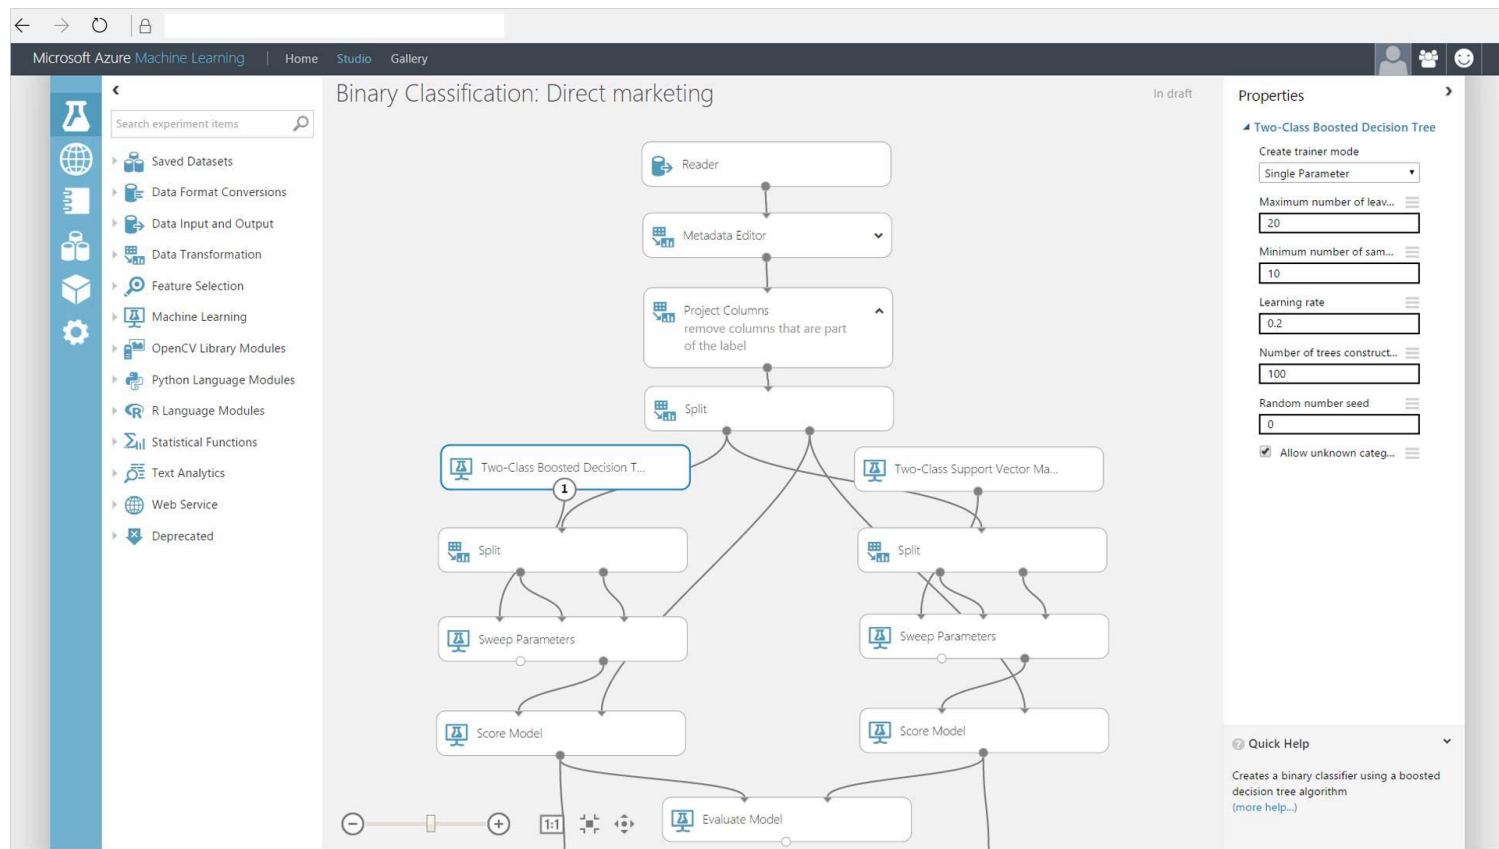 Microsoft Azure Machine Learning | Home Studio Gallery
Binary Classification: Direct marketing
In draft
Search experiment items
Saved Datasets
Data Format Conversions
Data Input and Output
Data Transformation
Feature Selection
Machine Learning
OpenCV Library Modules
Python Language Modules
R Language Modules
Statistical Functions
Text Analytics
Web Service
Deprecated
Reader
Metadata Editor
Project Columns
remove columns that are part
of the label
Split
Two-Class Boosted Decision T...
1
Two-Class Support Vector Ma...
Split
Split
Sweep Parameters
Sweep Parameters
Score Model
Score Model
Evaluate Model
1:1
Properties
Two-Class Boosted Decision Tree
Create trainer mode
Single Parameter
Maximum number of leav...
20
Minimum number of sam...
10
Learning rate
0.2
Number of trees construct...
100
Random number seed
0
Allow unknown categ...
Quick Help
Creates a binary classifier using a boosted
decision tree algorithm
(more help...)